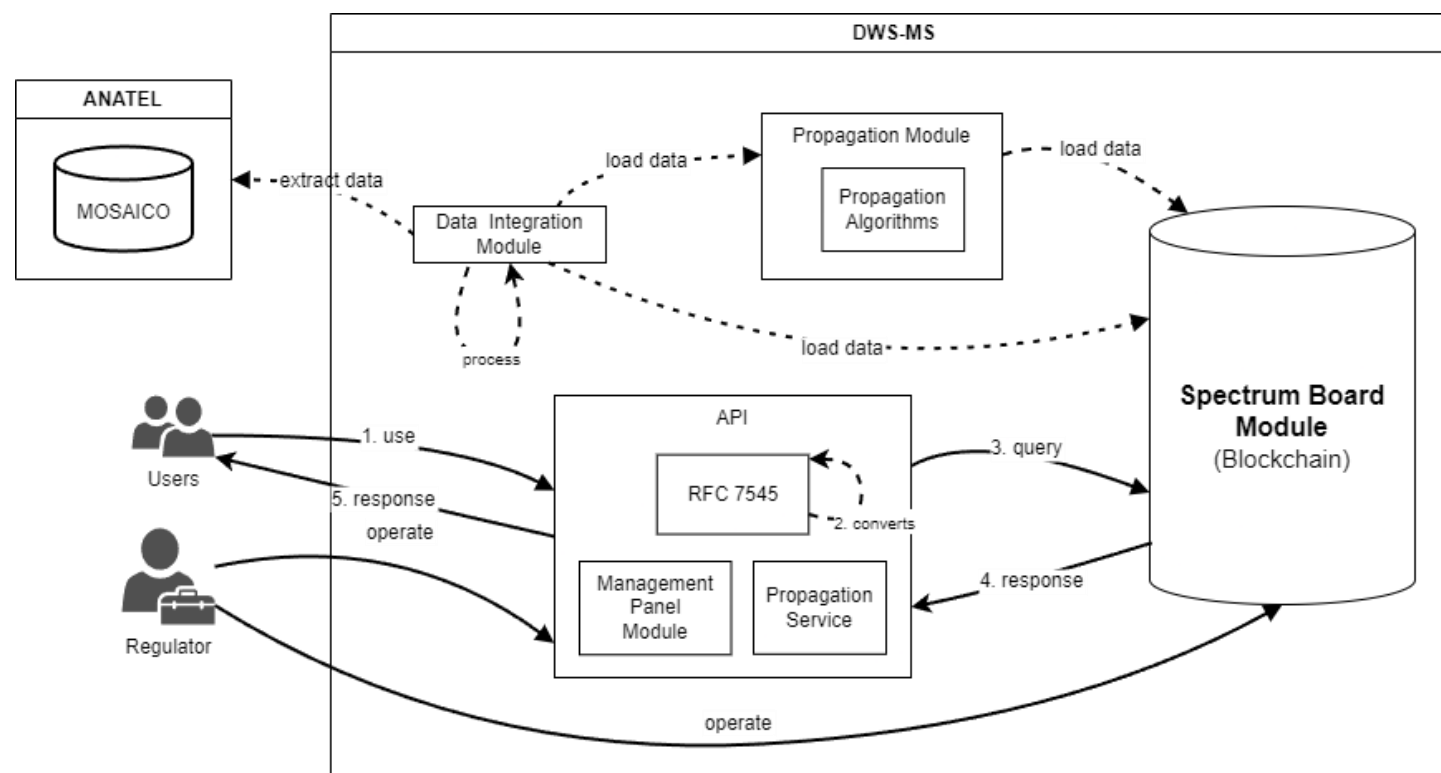 DWS-MS
ANATEL
MOSAICO
extract data
Data Integration
Module
process
load data
Propagation Module
Propagation
Algorithms
load data
load data
Spectrum Board
Module
(Blockchain)
Users
1. use
5. response
operate
Regulator
API
RFC 7545
2. converts
Management
Panel
Module
Propagation
Service
3. query
4. response
operate